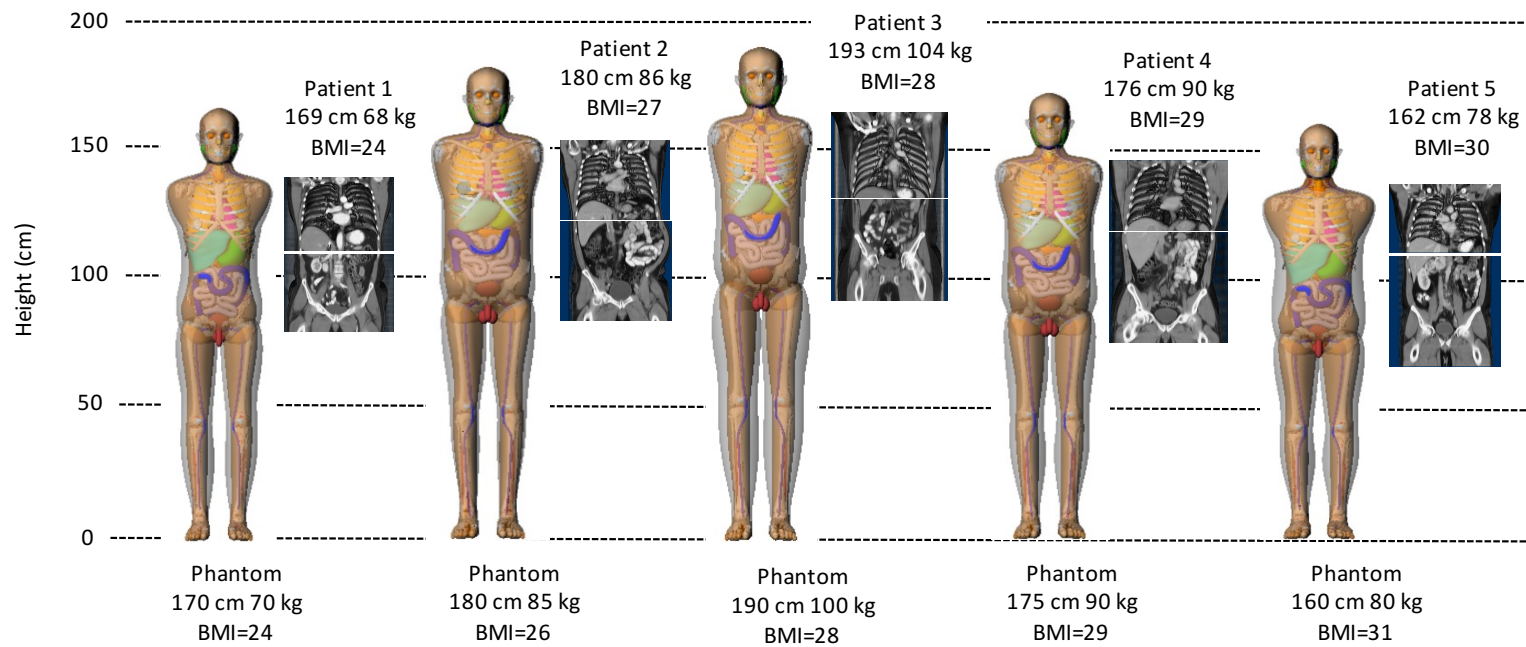 Height (cm)
200
150
100
50
0
Patient 1
169 cm 68 kg
BMI=24
Patient 2
180 cm 86 kg
BMI=27
Patient 3
193 cm 104 kg
BMI=28
Patient 4
176 cm 90 kg
BMI=29
Patient 5
162 cm 78 kg
BMI=30
Phantom
170 cm 70 kg
BMI=24
Phantom
180 cm 85 kg
BMI=26
Phantom
190 cm 100 kg
BMI=28
Phantom
175 cm 90 kg
BMI=29
Phantom
160 cm 80 kg
BMI=31